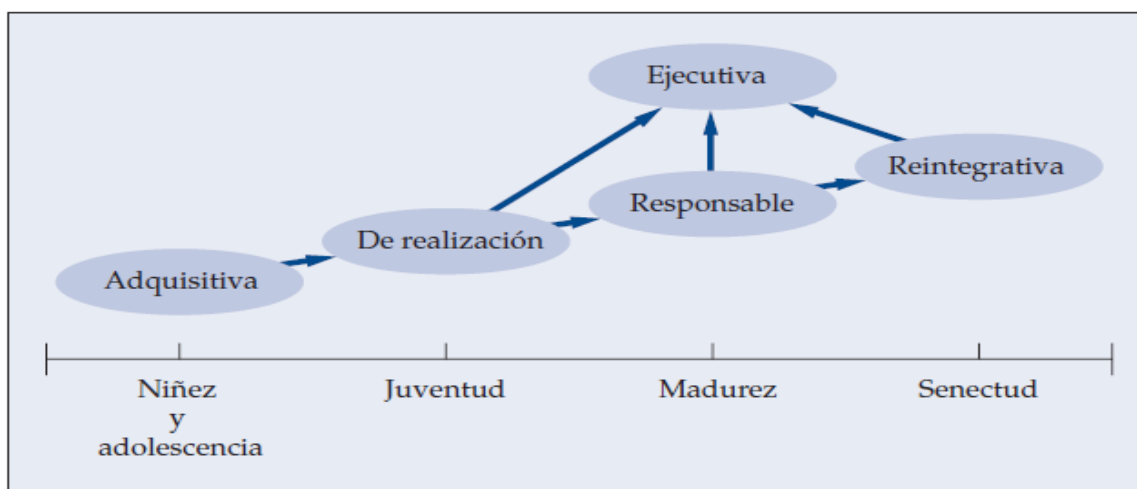 Ejecutiva
Reintegrativa
Responsable
De realización
Adquisitiva
Niñez
y
adolescencia
Juventud
Madurez
Senectud